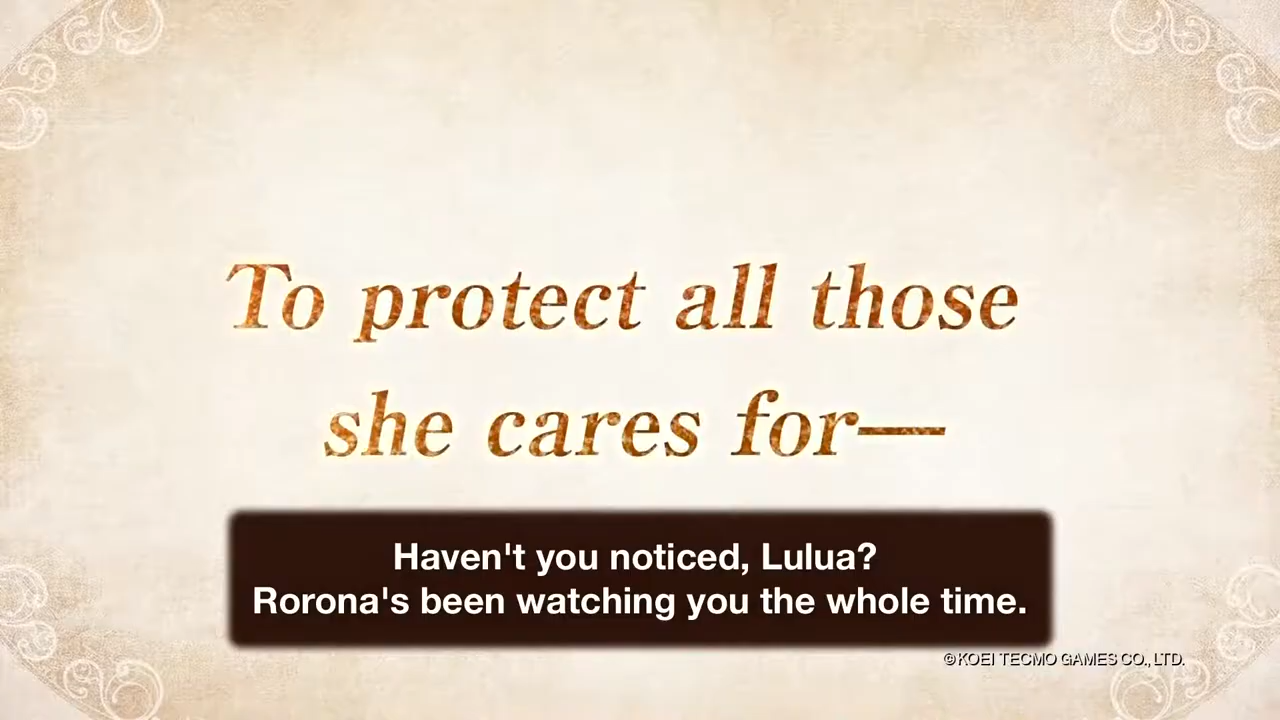 To protect all those
she cares for—
Haven't you noticed, Lulua?
Rorona's been watching you the whole time.
©KOEI TECMO GAMES CO., LTD.